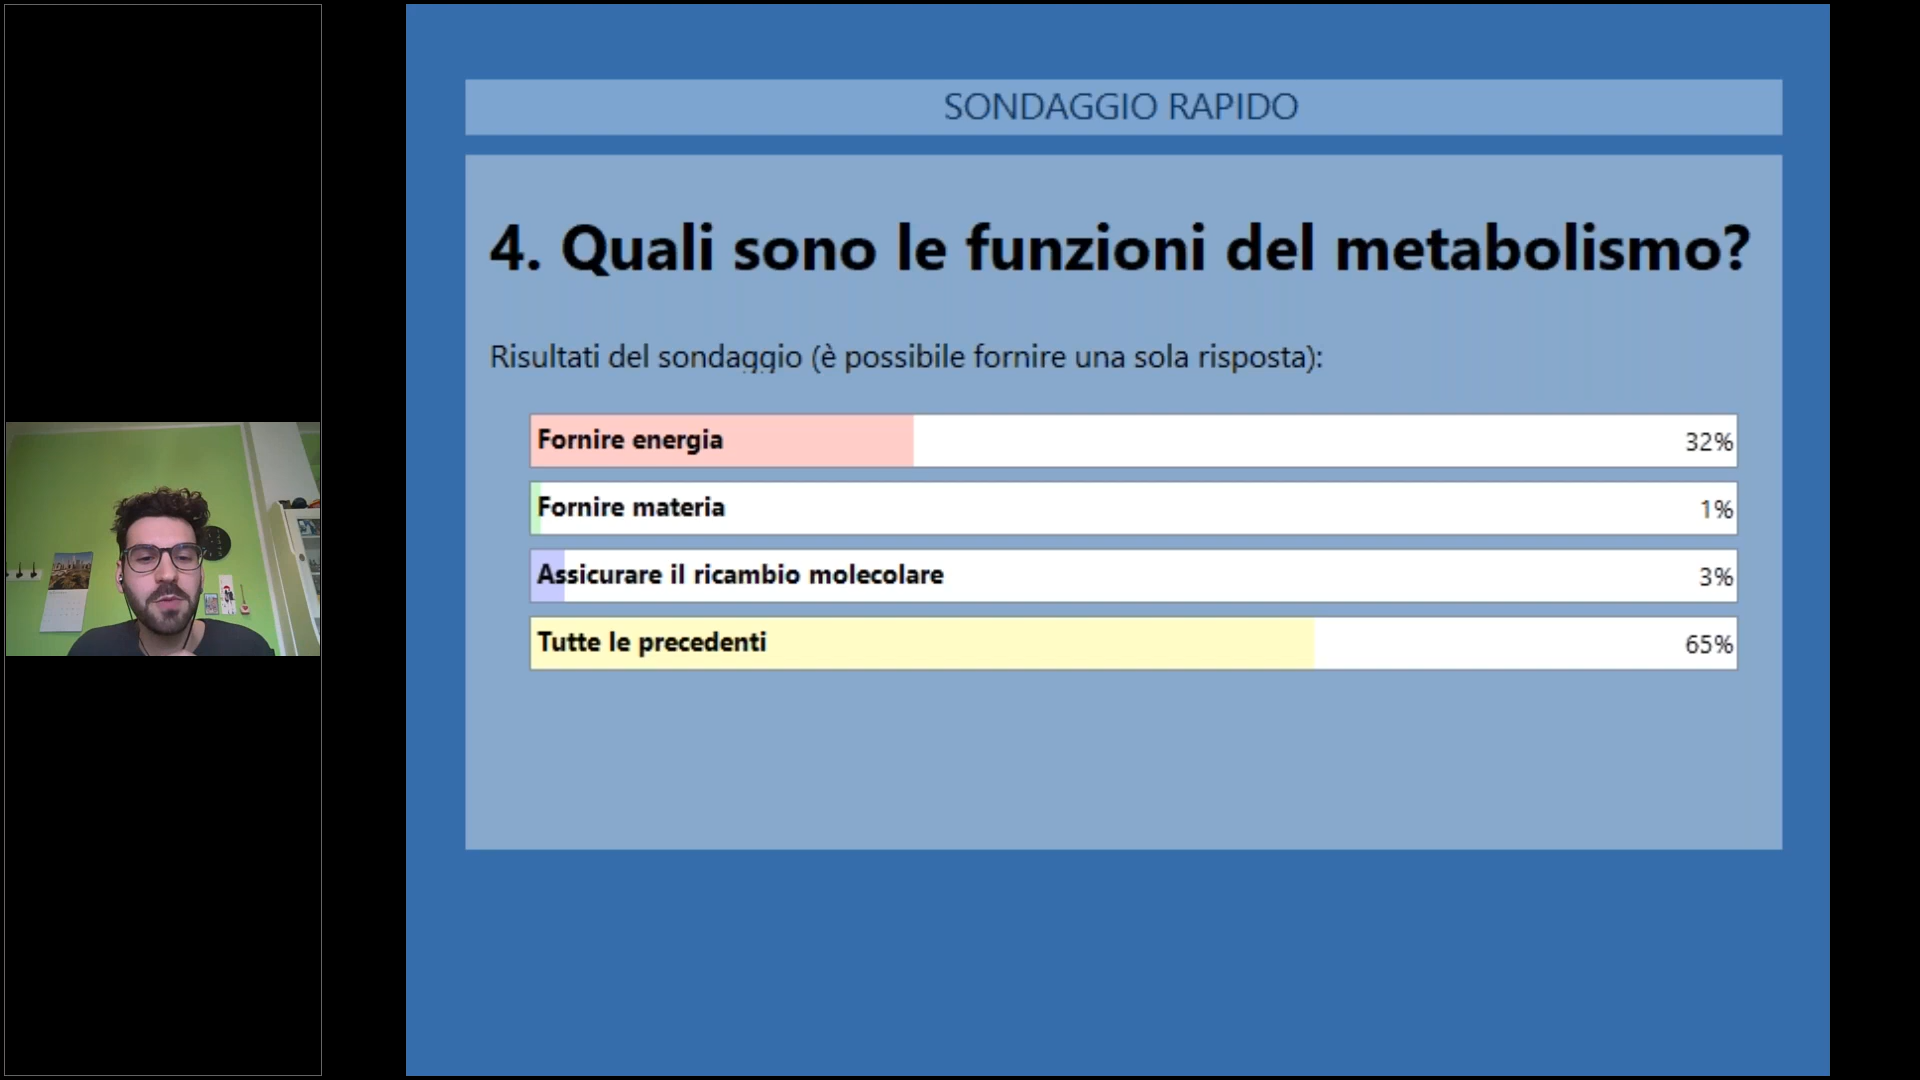 SONDAGGIO RAPIDO
4. Quali sono le funzioni del metabolismo?
Risultati del sondaggio (è possibile fornire una sola risposta):
Fornire energia 32%
Fornire materia 1%
Assicurare il ricambio molecolare 3%
Tutte le precedenti 65%